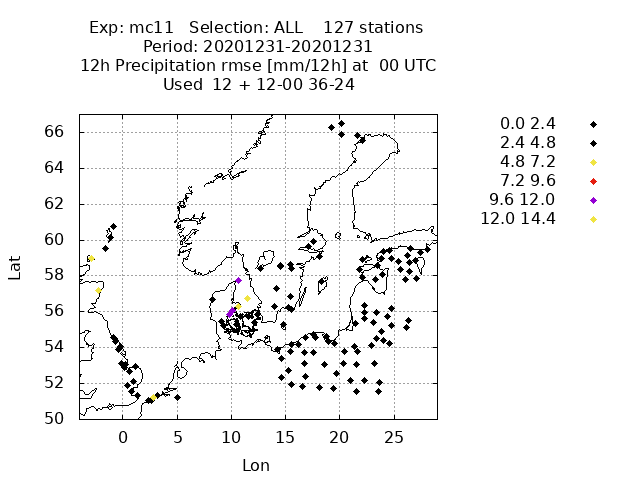 Exp: mc11   Selection: ALL    127 stations
Period: 20201231-20201231
12h Precipitation rmse [mm/12h] at  00 UTC
Used  12 + 12-00 36-24
0.0 2.4
2.4 4.8
4.8 7.2
7.2 9.6
9.6 12.0
12.0 14.4
66
64
62
60
58
56
54
52
50
Lat
0 5 10 15 20 25
Lon